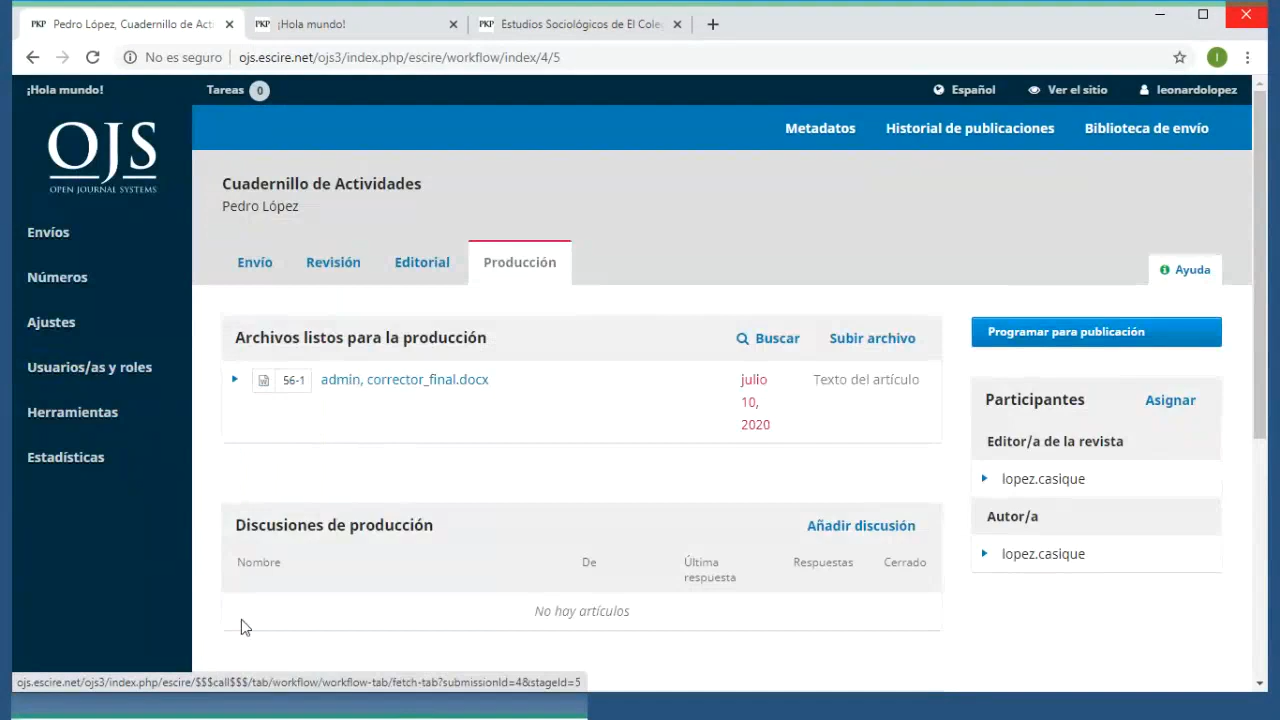 PKP Pedro López, Cuadernillo de Acti
PKP ¡Hola mundo!
PKP Estudios Sociológicos de El Cole
No es seguro ojs.escire.net/ojs3/index.php/escire/workflow/index/4/5
I
¡Hola mundo!
Tareas 0
Español
Ver el sitio
leonardolopez
OJS
OPEN JOURNAL SYSTEMS
Metadatos
Historial de publicaciones
Biblioteca de envío
Envíos
Números
Ajustes
Usuarios/as y roles
Herramientas
Estadísticas
Cuadernillo de Actividades
Pedro López
Envío
Revisión
Editorial
Producción
Ayuda
Archivos listos para la producción
Buscar
Subir archivo
56-1 admin, corrector_final.docx
julio
10,
2020
Texto del artículo
Programar para publicación
Participantes
Asignar
Editor/a de la revista
lopez.casique
Autor/a
lopez.casique
Discusiones de producción
Añadir discusión
Nombre
De
Última
respuesta
Respuestas
Cerrado
No hay artículos
ojs.escire.net/ojs3/index.php/escire/$$$call$$$/tab/workflow/workflow-tab/fetch-tab?submissionId=4&stageId=5